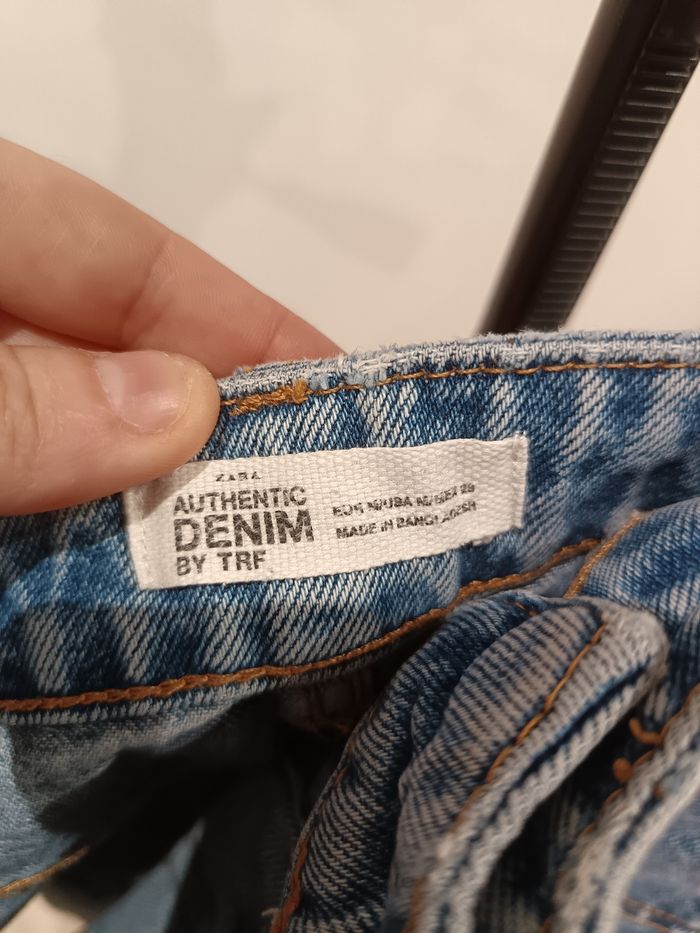 ZARA
AUTHENTIC
DENIM
BY TRF
EUR M/USA M/MEX 28
MADE IN BANGLADESH